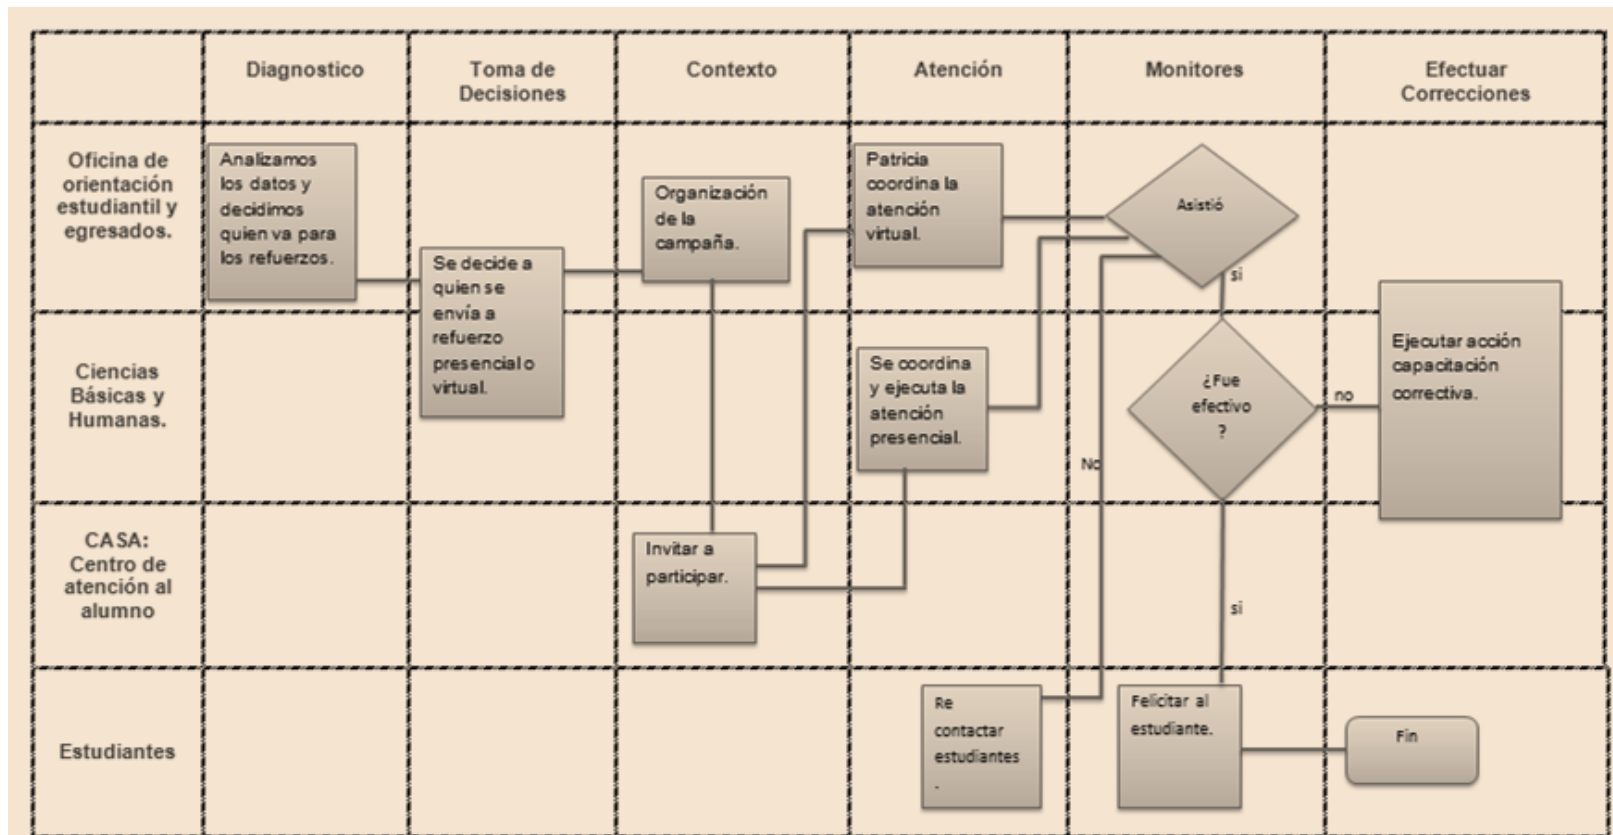 Diagnostico
Toma de
Decisiones
Contexto
Atención
Monitores
Efectuar
Correcciones
Oficina de
orientación
estudiantil y
egresados.
Analizamos
los datos y
decidimos
quien va para
los refuerzos.
Se decide a
quien se
envía a
refuerzo
presencial o
virtual.
Organización
de la
campaña.
Patricia
coordina la
atención
virtual.
Asistió
si
Ciencias
Básicas y
Humanas.
Se coordina
y ejecuta la
atención
presencial.
No
¿Fue
efectivo
?
no
Ejecutar acción
capacitación
correctiva.
CASA:
Centro de
atención al
alumno
Invitar a
participar.
si
Estudiantes
Re
contactar
estudiantes
.
Felicitar al
estudiante.
Fin